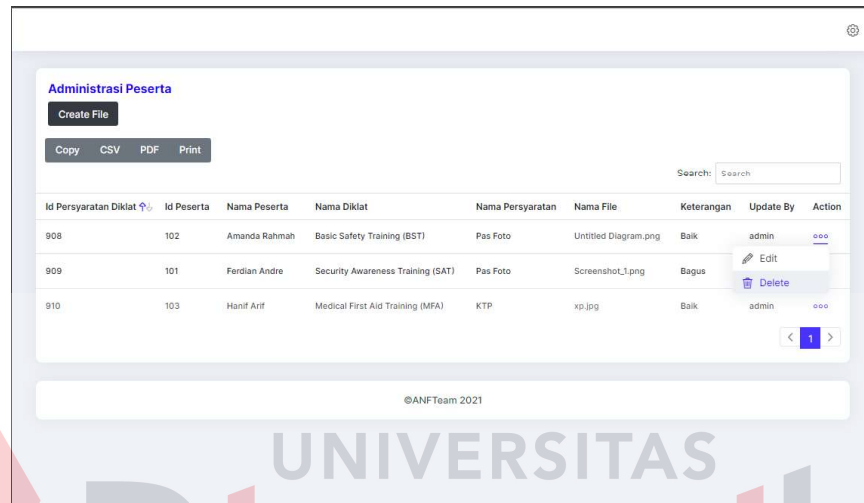 Administrasi Peserta
Create File
Copy CSV PDF Print
Search: Search
Id Persyaratan Diklat Id Peserta Nama Peserta Nama Diklat Nama Persyaratan Nama File Keterangan Update By Action
908 102 Amanda Rahmah Basic Safety Training (BST) Pas Foto Untitled Diagram.png Baik admin
Edit
909 101 Ferdian Andre Security Awareness Training (SAT) Pas Foto Screenshot_1.png Bagus
Delete
910 103 Hanif Arif Medical First Aid Training (MFA) KTP xp.jpg Baik admin
< 1 >
©ANFTeam 2021
UNIVERSITAS